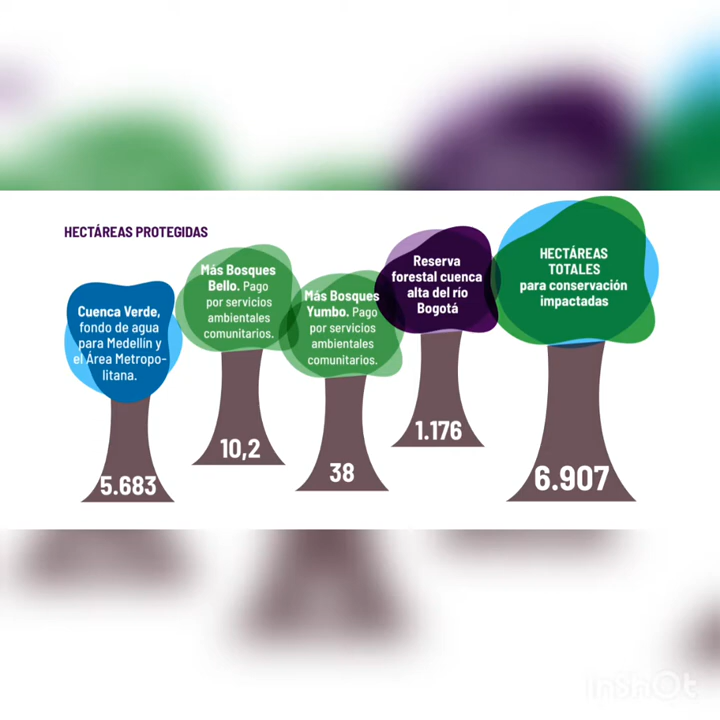 HECTÁREAS PROTEGIDAS
Cuenca Verde,
fondo de agua
para Medellín y
el Área Metropo-
litana.
5.683
Más Bosques
Bello. Pago
por servicios
ambientales
comunitarios.
10,2
Más Bosques
Yumbo. Pago
por servicios
ambientales
comunitarios.
38
Reserva
forestal cuenca
alta del río
Bogotá
1.176
HECTÁREAS
TOTALES
para conservación
impactadas
6.907
InShOt